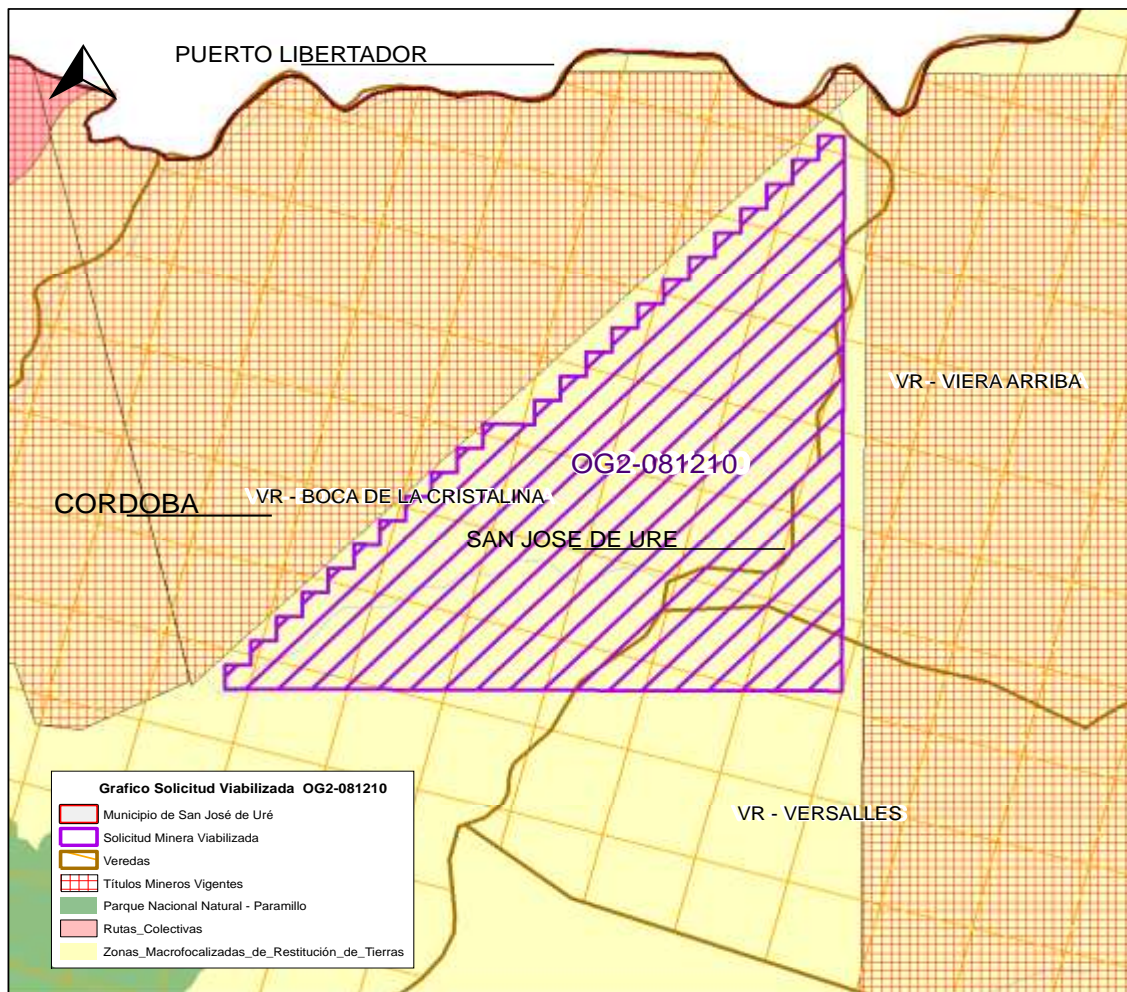 PUERTO LIBERTADOR
VR - VIERA ARRIBA
OG2-081210
VR - BOCA DE LA CRISTALINA
CORDOBA
SAN JOSE DE URE
VR - VERSALLES
Grafico Solicitud Viabilizada OG2-081210
Municipio de San José de Uré
Solicitud Minera Viabilizada
Veredas
Títulos Mineros Vigentes
Parque Nacional Natural - Paramillo
Rutas_Colectivas
Zonas_Macrofocalizadas_de_Restitución_de_Tierras